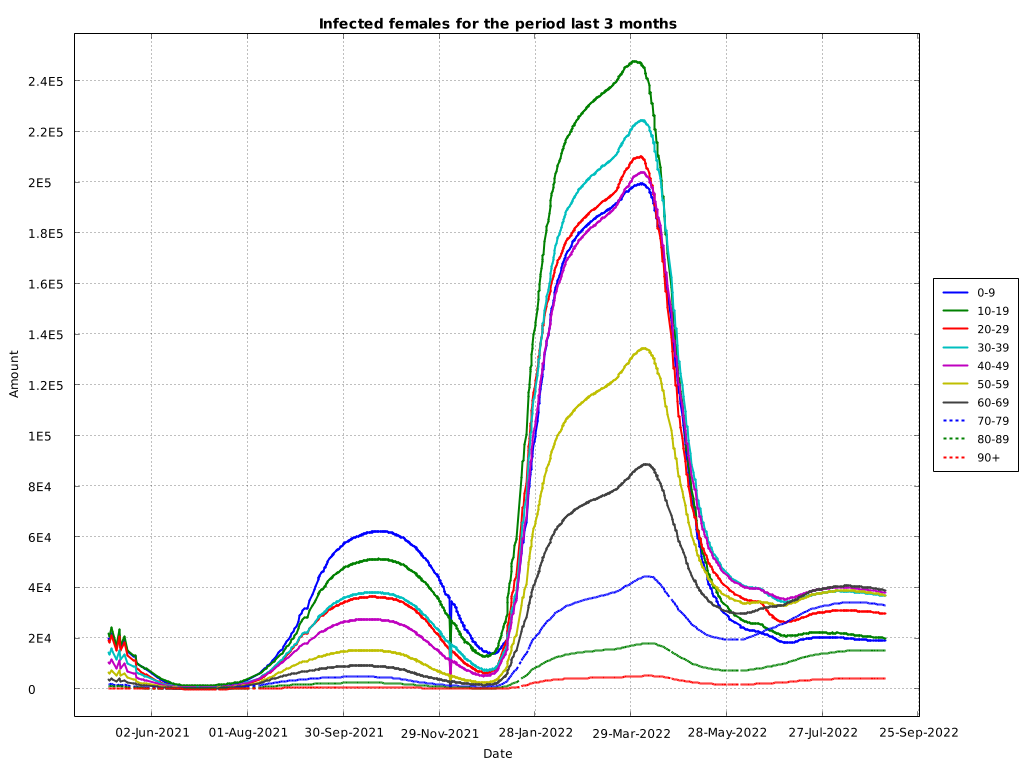 Infected females for the period last 3 months
2.4E5
2.2E5
2E5
1.8E5
1.6E5
1.4E5
1.2E5
1E5
8E4
6E4
4E4
2E4
0
Amount
02-Jun-2021 01-Aug-2021 30-Sep-2021 29-Nov-2021 28-Jan-2022 29-Mar-2022 28-May-2022 27-Jul-2022 25-Sep-2022
Date
0-9
10-19
20-29
30-39
40-49
50-59
60-69
70-79
80-89
90+